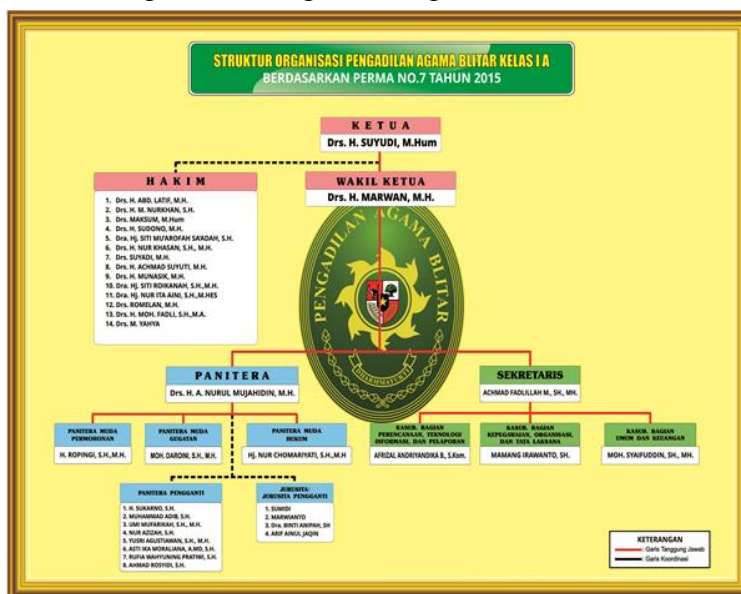 STRUKTUR ORGANISASI PENGADILAN AGAMA BLITAR KELAS I A
BERDASARKAN PERMA NO.7 TAHUN 2015
KETUA
Drs. H. SUYUDI, M.Hum
HAKIM
1. Drs. H. ABD. LATIF, M.H.
2. Drs. H. M. NURKHAN, S.H.
3. Drs. MAKSUM, M.Hum
4. Drs. H. SUDONO, M.H.
5. Dra. Hj. SITI MU'AROFAH SA'ADAH, S.H.
6. Drs. H. NUR KHASAN, S.H., M.H.
7. Drs. SUYADI, M.H.
8. Drs. H. ACHMAD SUYUTI, M.H.
9. Drs. H. MUNASIK, M.H.
10. Dra. Hj. SITI ROIKANAH, S.H.,M.H.
11. Dra. Hj. NUR ITA AINI, S.H.,M.HES
12. Drs. ROMELAN, M.H.
13. Drs. H. MOH. FADLI, S.H.,M.A.
14. Drs. M. YAHYA
WAKIL KETUA
Drs. H. MARWAN, M.H.
PENGADILAN AGAMA BLITAR
DHARMMAYUKTI
PANITERA
Drs. H. A. NURUL MUJAHIDIN, M.H.
SEKRETARIS
ACHMAD FADLILLAH M., SH., MH.
PANITERA MUDA
PERMOHONAN
H. ROPINGI, S.H.,M.H.
PANITERA MUDA
GUGATAN
MOH. DARDINI, S.H., M.H.
PANITERA MUDA
HUKUM
Hj. NUR CHOMARIYATI, S.H.,M.H
KASUB. BAGIAN
PERENCANAAN, TEKNOLOGI
INFORMASI, DAN PELAPORAN
AFRIZAL ANDRIYANDIKA B., S.Kom.
KASUB. BAGIAN
KEPEGAWAIAN, ORGANISASI,
DAN TATA LAKSANA
MAMANG IRAWANTO, SH.
KASUB. BAGIAN
UMUM DAN KEUANGAN
MOH. SYAIFUDDIN, SH., MH.
PANITERA PENGGANTI
1. H. SUKARNO, S.H.
2. MUHAMMAD ADIB, S.H.
3. UMI MUFARIKAH, S.H., M.H.
4. NUR AZIZAH, S.H.
5. YUSRI AGUSTIAWAN, S.H., M.H.
6. ASTI IKA MORALIANA, A.MD, S.H.
7. RUFIA WAHYUNING PRATIWI, S.H.
8. AHMAD ROSYIDI, S.H.
JURUSITA/
JURUSITA PENGGANTI
1. SUMIDI
2. MARWIANTO
3. Dra. BINTI ANIPAH, SH
4. ARIF AINUL JAQIN
KETERANGAN
: Garis Tanggung Jawab
: Garis Koordinasi